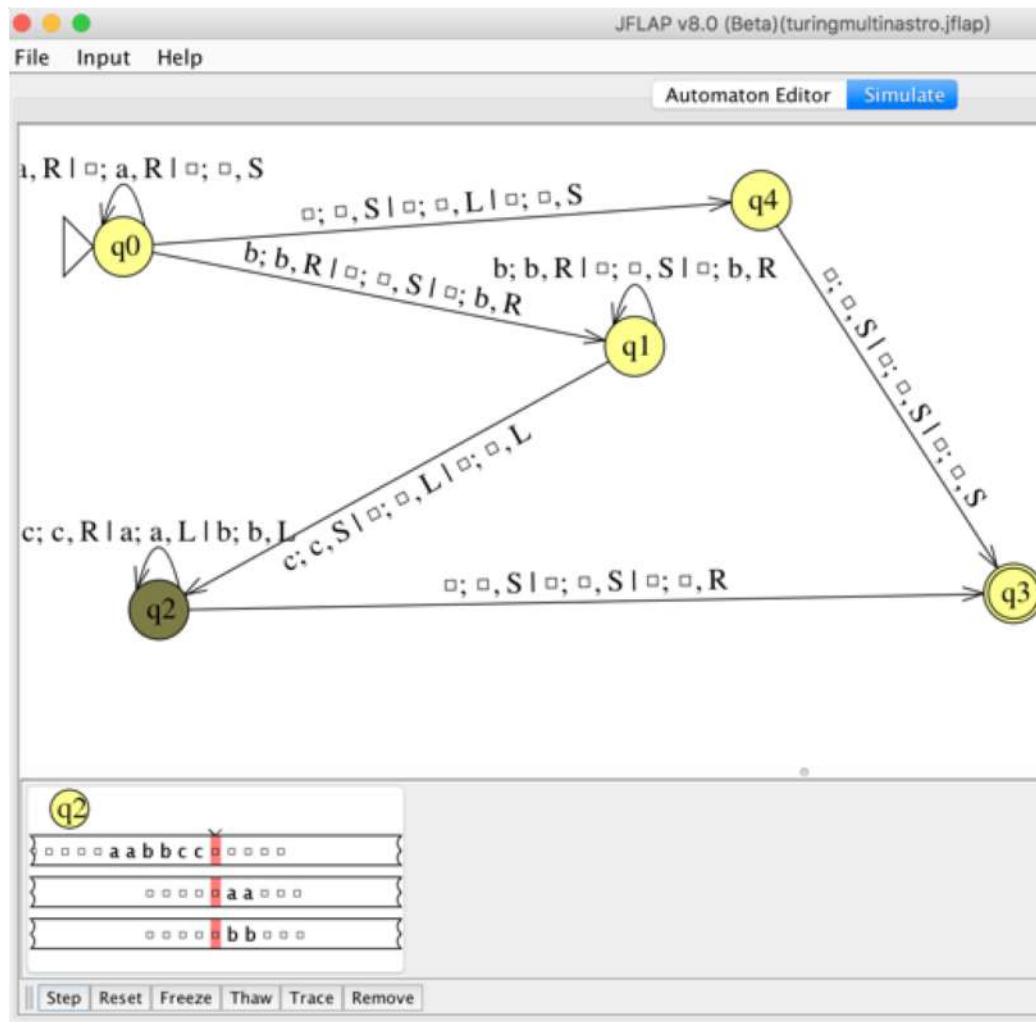 JFLAP v8.0 (Beta)(turingmultinastro.jflap)
File Input Help
Automaton Editor Simulate
a, R | □; a, R | □; □, S
q0
□; □, S | □; □, L | □; □, S
q4
b; b, R | □; □, S | □; b, R
b; b, R | □; □, S | □; b, R
q1
□; □, S | □; □, S | □; □, S
c; c, S | □; □, L | □; □, L
c; c, R | a; a, L | b; b, L
q2
□; □, S | □; □, S | □; □, R
q3
q2
□ □ □ □ a a b b c c □ □ □ □ □
□ □ □ □ □ a a □ □ □
□ □ □ □ □ b b □ □ □
Step Reset Freeze Thaw Trace Remove